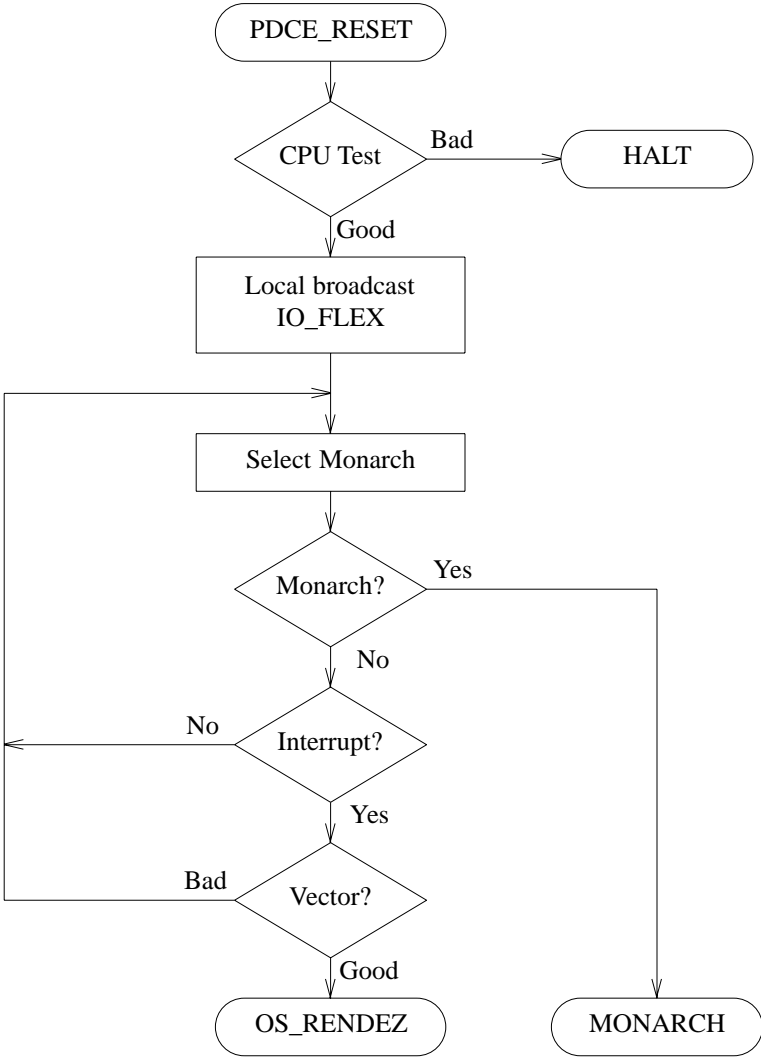 PDCE_RESET
CPU Test
Bad
HALT
Good
Local broadcast
IO_FLEX
Select Monarch
Monarch?
Yes
No
Interrupt?
No
Yes
Vector?
Bad
Good
OS_RENDEZ
MONARCH